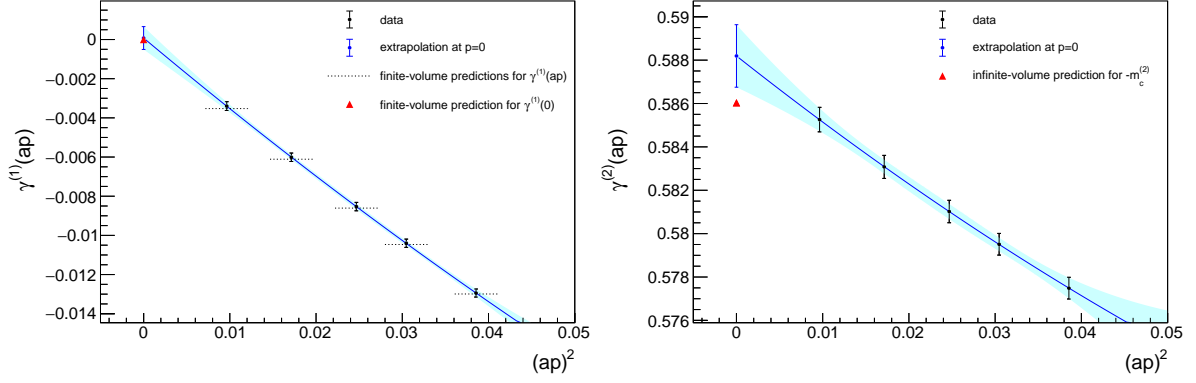 data
extrapolation at p=0
finite-volume predictions for γ(1)(ap)
finite-volume prediction for γ(1)(0)
γ(1)(ap)
0
−0.002
−0.004
−0.006
−0.008
−0.01
−0.012
−0.014
0 0.01 0.02 0.03 0.04 0.05
(ap)2
data
extrapolation at p=0
infinite-volume prediction for -mc(2)
γ(2)(ap)
0.59
0.588
0.586
0.584
0.582
0.58
0.578
0.576
0 0.01 0.02 0.03 0.04 0.05
(ap)2